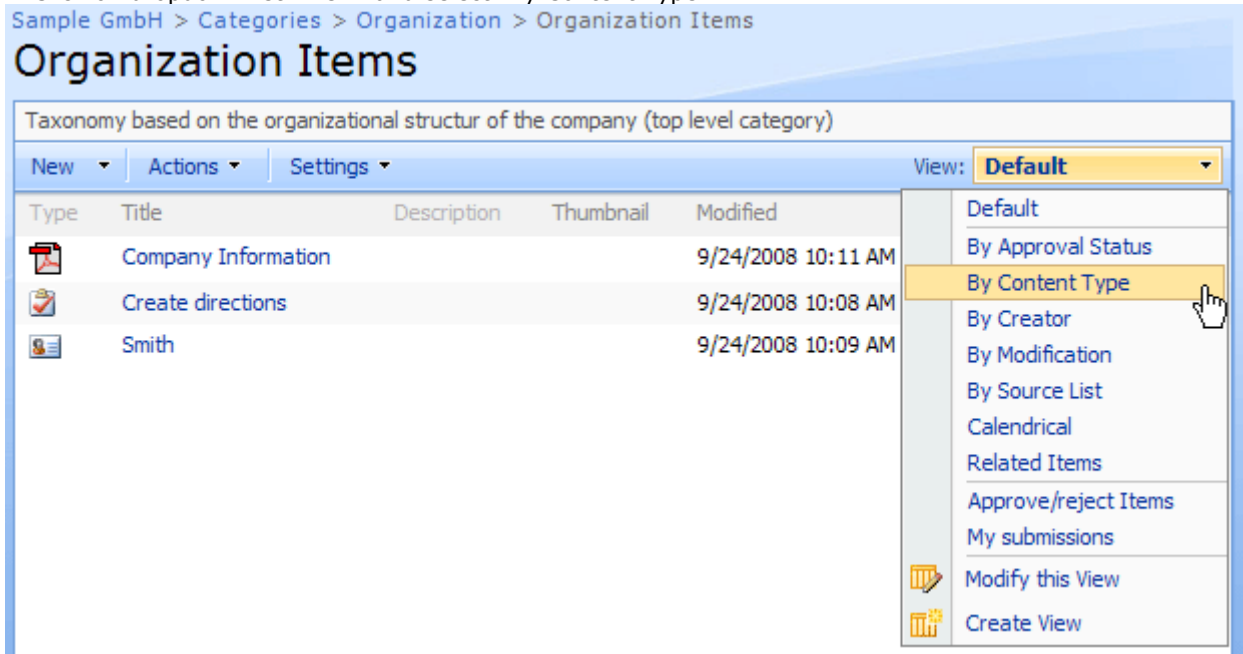 Sample GmbH > Categories > Organization > Organization Items
Organization Items
Taxonomy based on the organizational structur of the company (top level category)
New Actions Settings View: Default
Type Title Description Thumbnail Modified
Company Information 9/24/2008 10:11 AM
Create directions 9/24/2008 10:08 AM
Smith 9/24/2008 10:09 AM
Default
By Approval Status
By Content Type
By Creator
By Modification
By Source List
Calendrical
Related Items
Approve/reject Items
My submissions
Modify this View
Create View